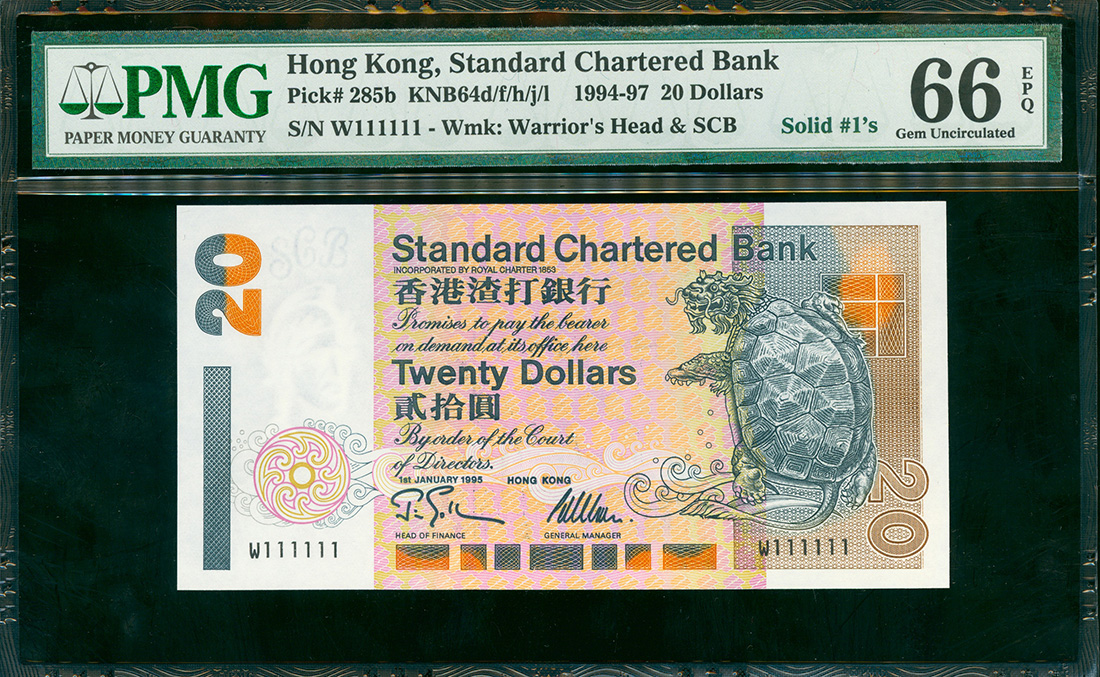 PMG
PAPER MONEY GUARANTY
Hong Kong, Standard Chartered Bank
Pick# 285b KNB64d/f/h/j/l 1994-97 20 Dollars
S/N W111111 - Wmk: Warrior's Head & SCB Solid #1's
66
EPQ
Gem Uncirculated
20
SCB
Standard Chartered Bank
INCORPORATED BY ROYAL CHARTER 1853
香港渣打銀行
Promises to pay the bearer
on demand, at its office, here
Twenty Dollars
貳拾圓
By order of the Court
of Directors.
1ST JANUARY 1995 HONG KONG
HEAD OF FINANCE GENERAL MANAGER
W111111 W111111
20